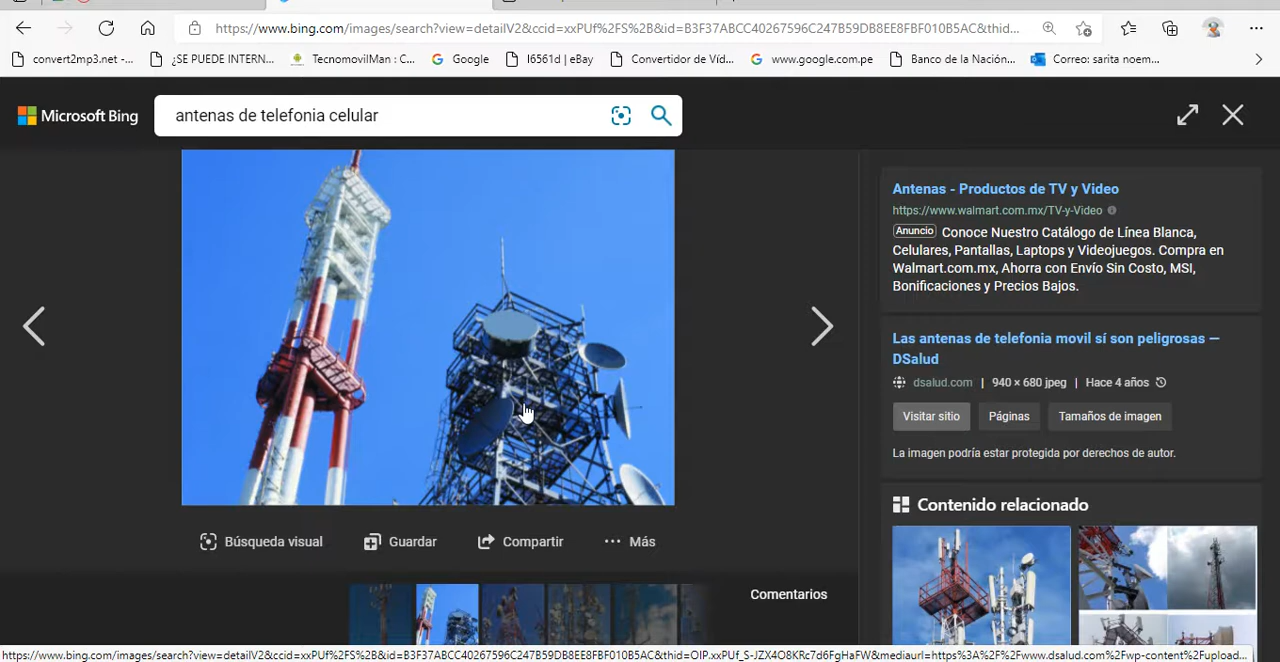 https://www.bing.com/images/search?view=detailV2&ccid=xxPUf%2FS%2B&id=B3F37ABCC40267596C247B59DB8EE8FBF010B5AC&thid...
convert2mp3.net -...
¿SE PUEDE INTERN...
TecnomovilMan : C...
Google
I6561d | eBay
Convertidor de Víd...
www.google.com.pe
Banco de la Nación...
Correo: sarita noem...
Microsoft Bing
antenas de telefonia celular
Antenas - Productos de TV y Video
https://www.walmart.com.mx/TV-y-Video
Anuncio Conoce Nuestro Catálogo de Línea Blanca,
Celulares, Pantallas, Laptops y Videojuegos. Compra en
Walmart.com.mx, Ahorra con Envío Sin Costo, MSI,
Bonificaciones y Precios Bajos.
Las antenas de telefonia movil sí son peligrosas —
DSalud
dsalud.com | 940 × 680 jpeg | Hace 4 años
Visitar sitio
Páginas
Tamaños de imagen
La imagen podría estar protegida por derechos de autor.
Contenido relacionado
Búsqueda visual
Guardar
Compartir
Más
Comentarios
https://www.bing.com/images/search?view=detailV2&ccid=xxPUf%2FS%2B&id=B3F37ABCC40267596C247B59DB8EE8FBF010B5AC&thid=OIP.xxPUf_S-JZX4O8KRc7d6FgHaFW&mediaurl=https%3A%2F%2Fwww.dsalud.com%2Fwp-content%2Fupload...